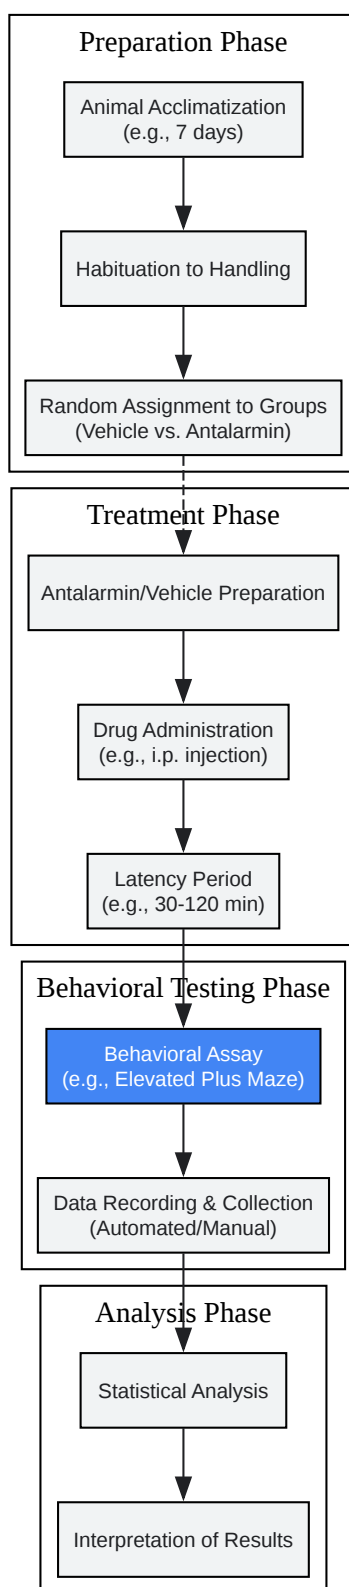 Preparation Phase
Animal Acclimatization
(e.g., 7 days)
Habituation to Handling
Random Assignment to Groups
(Vehicle vs. Antalarmin)
Treatment Phase
Antalarmin/Vehicle Preparation
Drug Administration
(e.g., i.p. injection)
Latency Period
(e.g., 30-120 min)
Behavioral Testing Phase
Behavioral Assay
(e.g., Elevated Plus Maze)
Data Recording & Collection
(Automated/Manual)
Analysis Phase
Statistical Analysis
Interpretation of Results